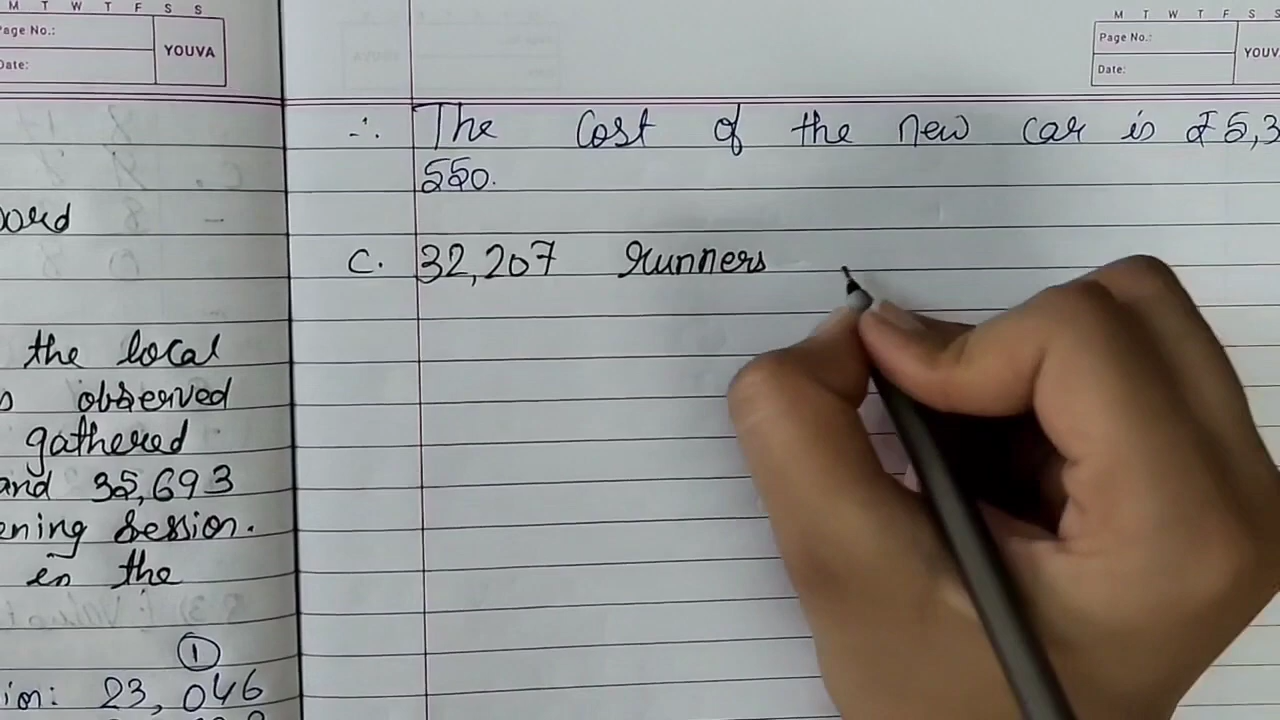 M T W T F S S
Page No.:
Date:
YOUVA
ord
the local
observed
gathered
and 35,693
ening session.
in the
1
ion: 23,046
M T W T F S S
Page No.:
Date:
YOUV
∴ The cost of the new car is ₹5,3
550.
C. 32,207 runners